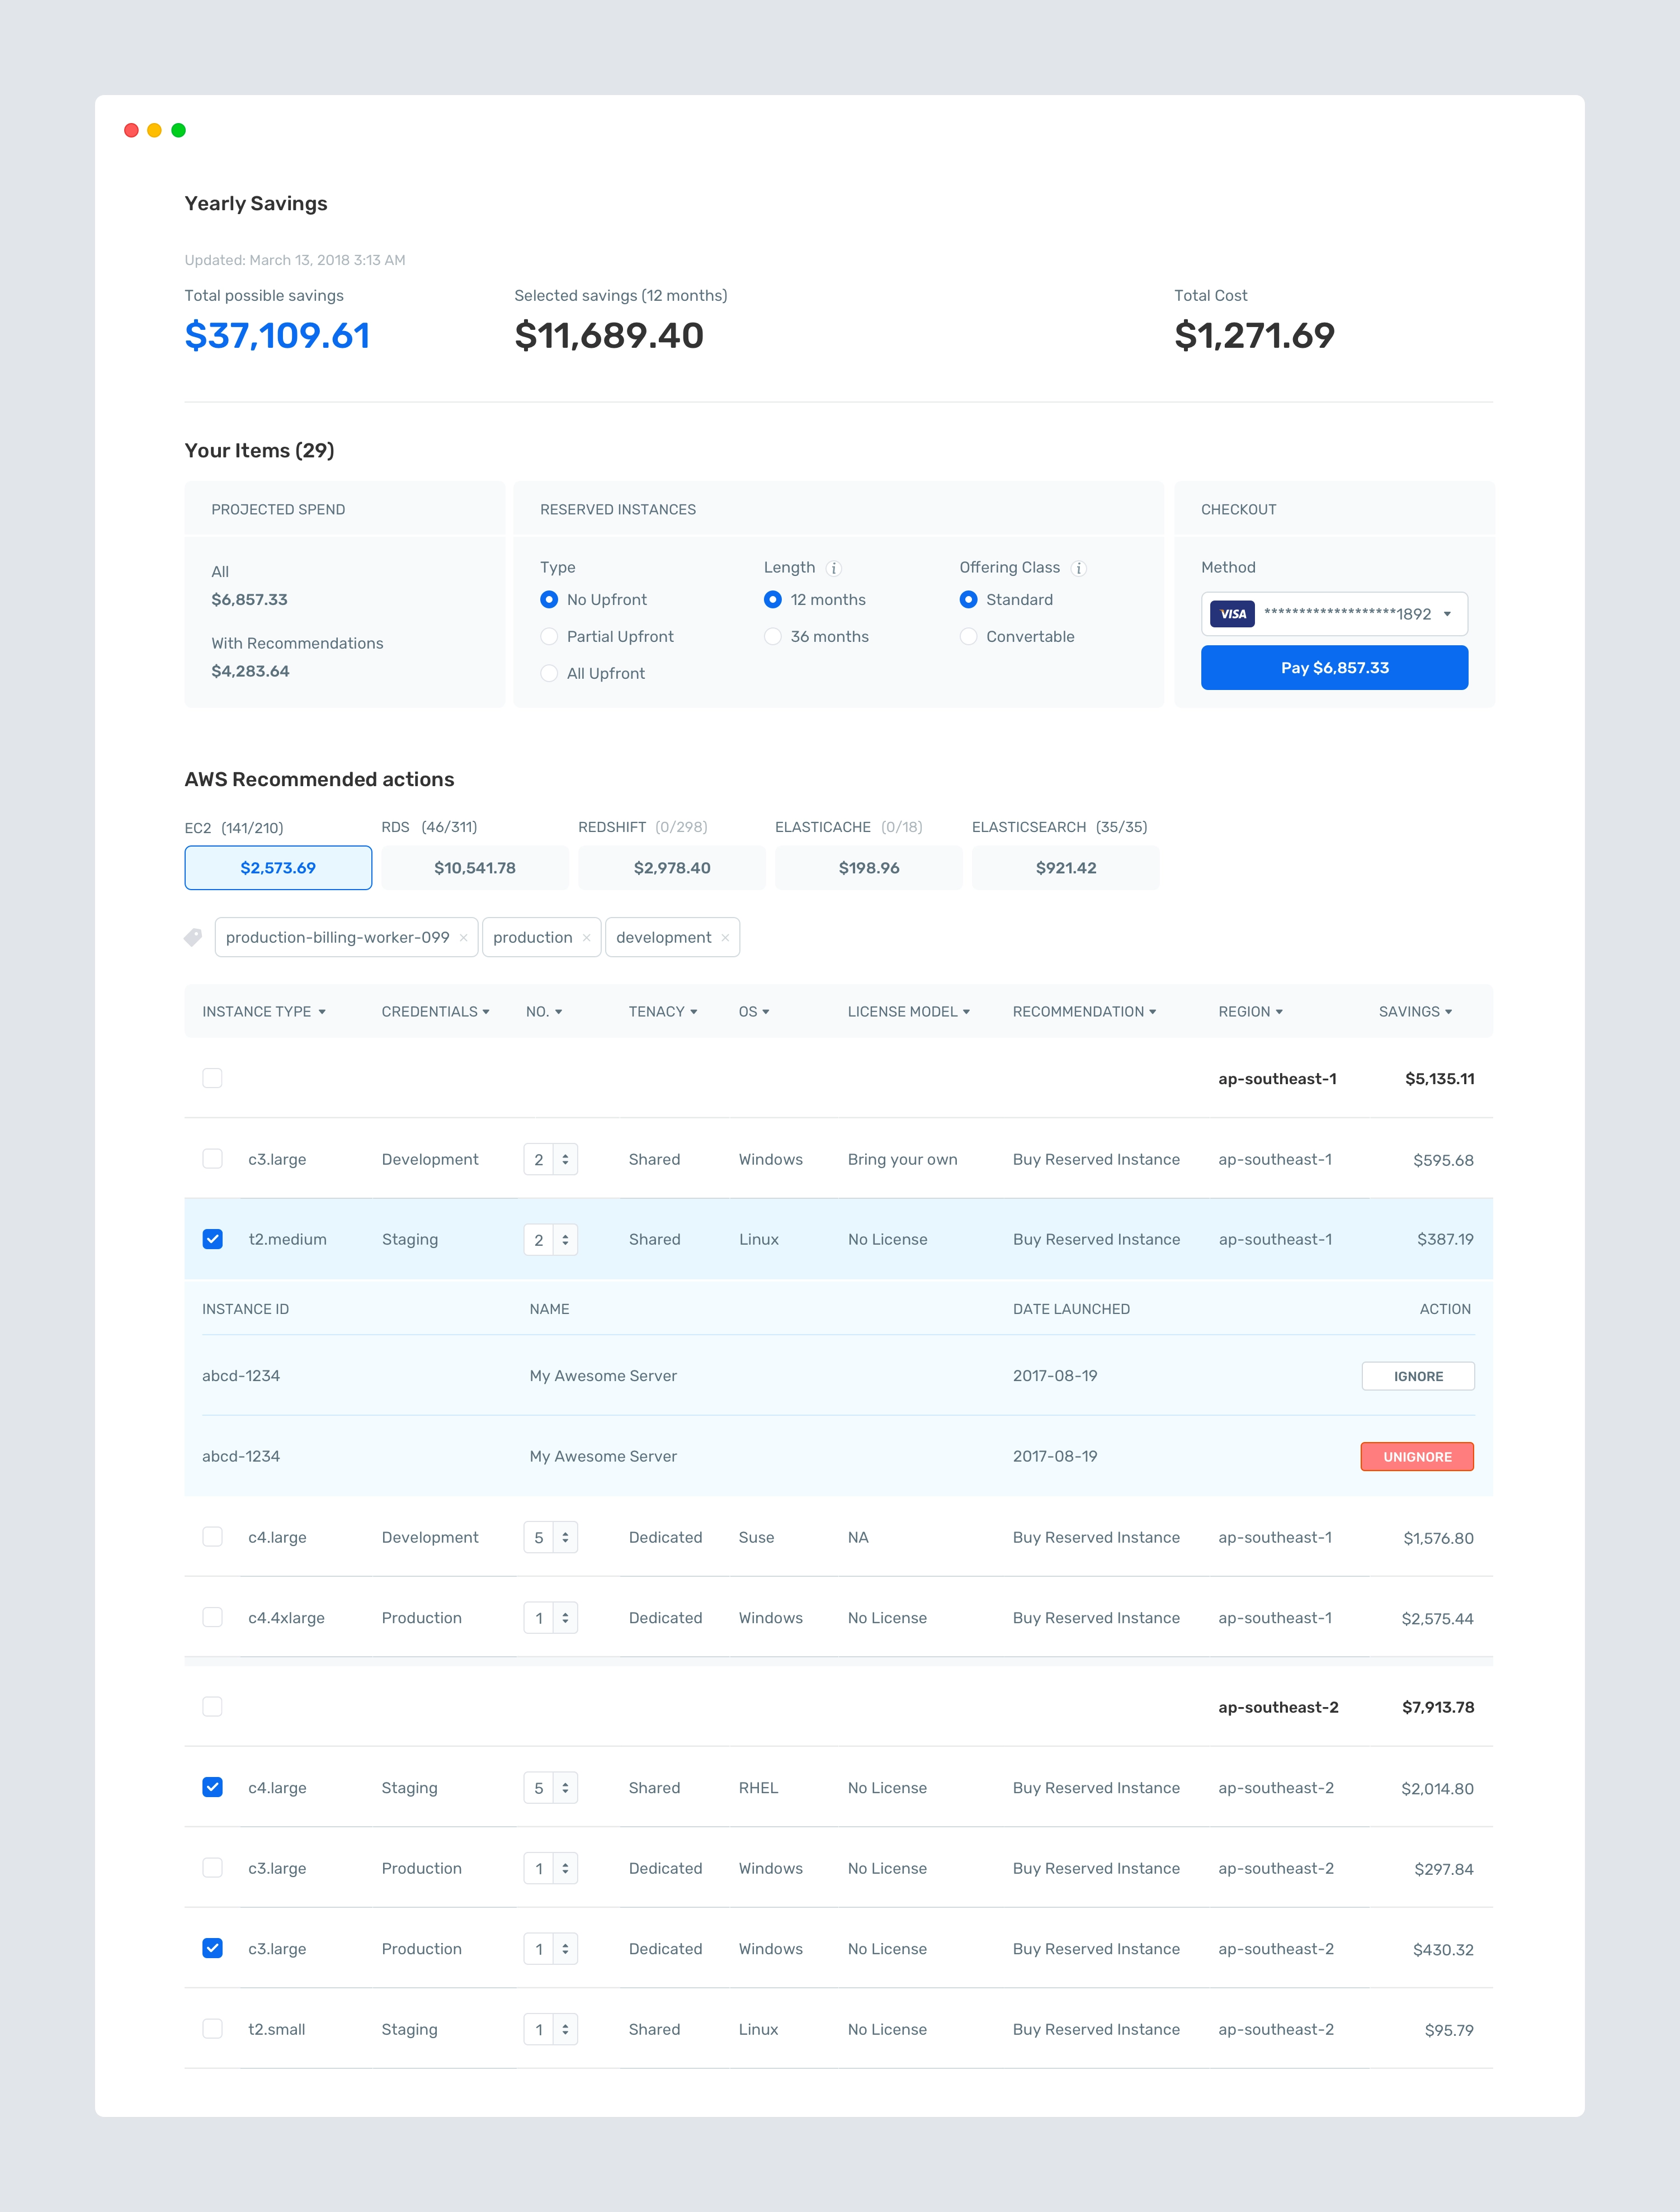 Yearly Savings
Updated: March 13, 2018 3:13 AM
Total possible savings Selected savings (12 months) Total Cost
$37,109.61 $11,689.40 $1,271.69
Your Items (29)
PROJECTED SPEND RESERVED INSTANCES CHECKOUT
All
$6,857.33
With Recommendations
$4,283.64
Type Length i Offering Class i
No Upfront 12 months Standard
Partial Upfront 36 months Convertable
All Upfront
Method
VISA *******************1892
Pay $6,857.33
AWS Recommended actions
EC2 (141/210) RDS (46/311) REDSHIFT (0/298) ELASTICACHE (0/18) ELASTICSEARCH (35/35)
$2,573.69 $10,541.78 $2,978.40 $198.96 $921.42
production-billing-worker-099 × production × development ×
INSTANCE TYPE CREDENTIALS NO. TENACY OS LICENSE MODEL RECOMMENDATION REGION SAVINGS
ap-southeast-1 $5,135.11
c3.large Development 2 Shared Windows Bring your own Buy Reserved Instance ap-southeast-1 $595.68
t2.medium Staging 2 Shared Linux No License Buy Reserved Instance ap-southeast-1 $387.19
INSTANCE ID NAME DATE LAUNCHED ACTION
abcd-1234 My Awesome Server 2017-08-19 IGNORE
abcd-1234 My Awesome Server 2017-08-19 UNIGNORE
c4.large Development 5 Dedicated Suse NA Buy Reserved Instance ap-southeast-1 $1,576.80
c4.4xlarge Production 1 Dedicated Windows No License Buy Reserved Instance ap-southeast-1 $2,575.44
ap-southeast-2 $7,913.78
c4.large Staging 5 Shared RHEL No License Buy Reserved Instance ap-southeast-2 $2,014.80
c3.large Production 1 Dedicated Windows No License Buy Reserved Instance ap-southeast-2 $297.84
c3.large Production 1 Dedicated Windows No License Buy Reserved Instance ap-southeast-2 $430.32
t2.small Staging 1 Shared Linux No License Buy Reserved Instance ap-southeast-2 $95.79